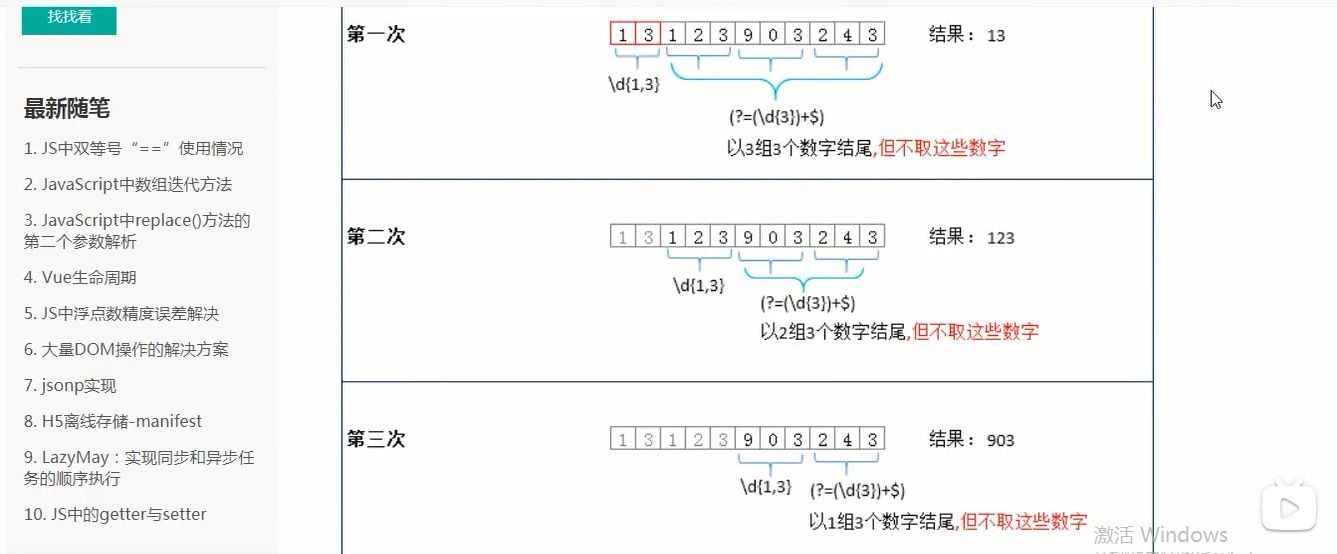 找找看
最新随笔
1. JS中双等号“==”使用情况
2. JavaScript中数组迭代方法
3. JavaScript中replace()方法的
第二个参数解析
4. Vue生命周期
5. JS中浮点数精度误差解决
6. 大量DOM操作的解决方案
7. jsonp实现
8. H5离线存储-manifest
9. LazyMay：实现同步和异步任
务的顺序执行
10. JS中的getter与setter
第一次
1 3 1 2 3 9 0 3 2 4 3
结果：13
\d{1,3}
(?=(\d{3})+$)
以3组3个数字结尾,但不取这些数字
第二次
1 3 1 2 3 9 0 3 2 4 3
结果：123
\d{1,3}
(?=(\d{3})+$)
以2组3个数字结尾,但不取这些数字
第三次
1 3 1 2 3 9 0 3 2 4 3
结果：903
\d{1,3}
(?=(\d{3})+$)
以1组3个数字结尾,但不取这些数字
激活 Windows